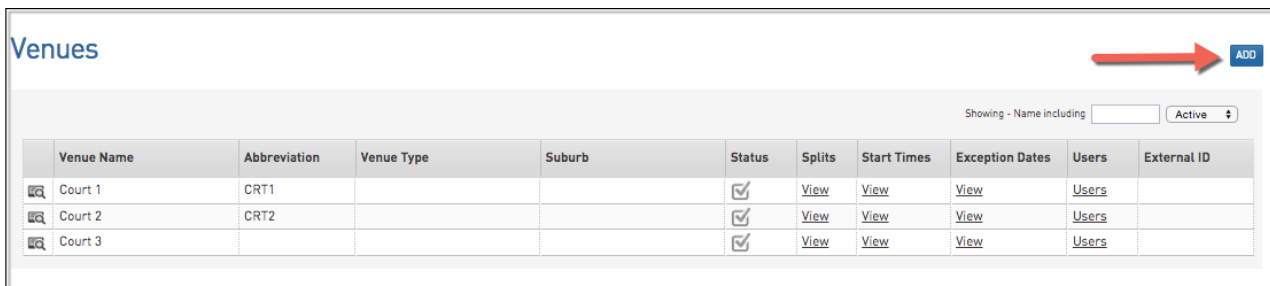 Venues
ADD
Showing - Name including Active
Venue Name Abbreviation Venue Type Suburb Status Splits Start Times Exception Dates Users External ID
Court 1 CRT1 View View View Users
Court 2 CRT2 View View View Users
Court 3 View View View Users